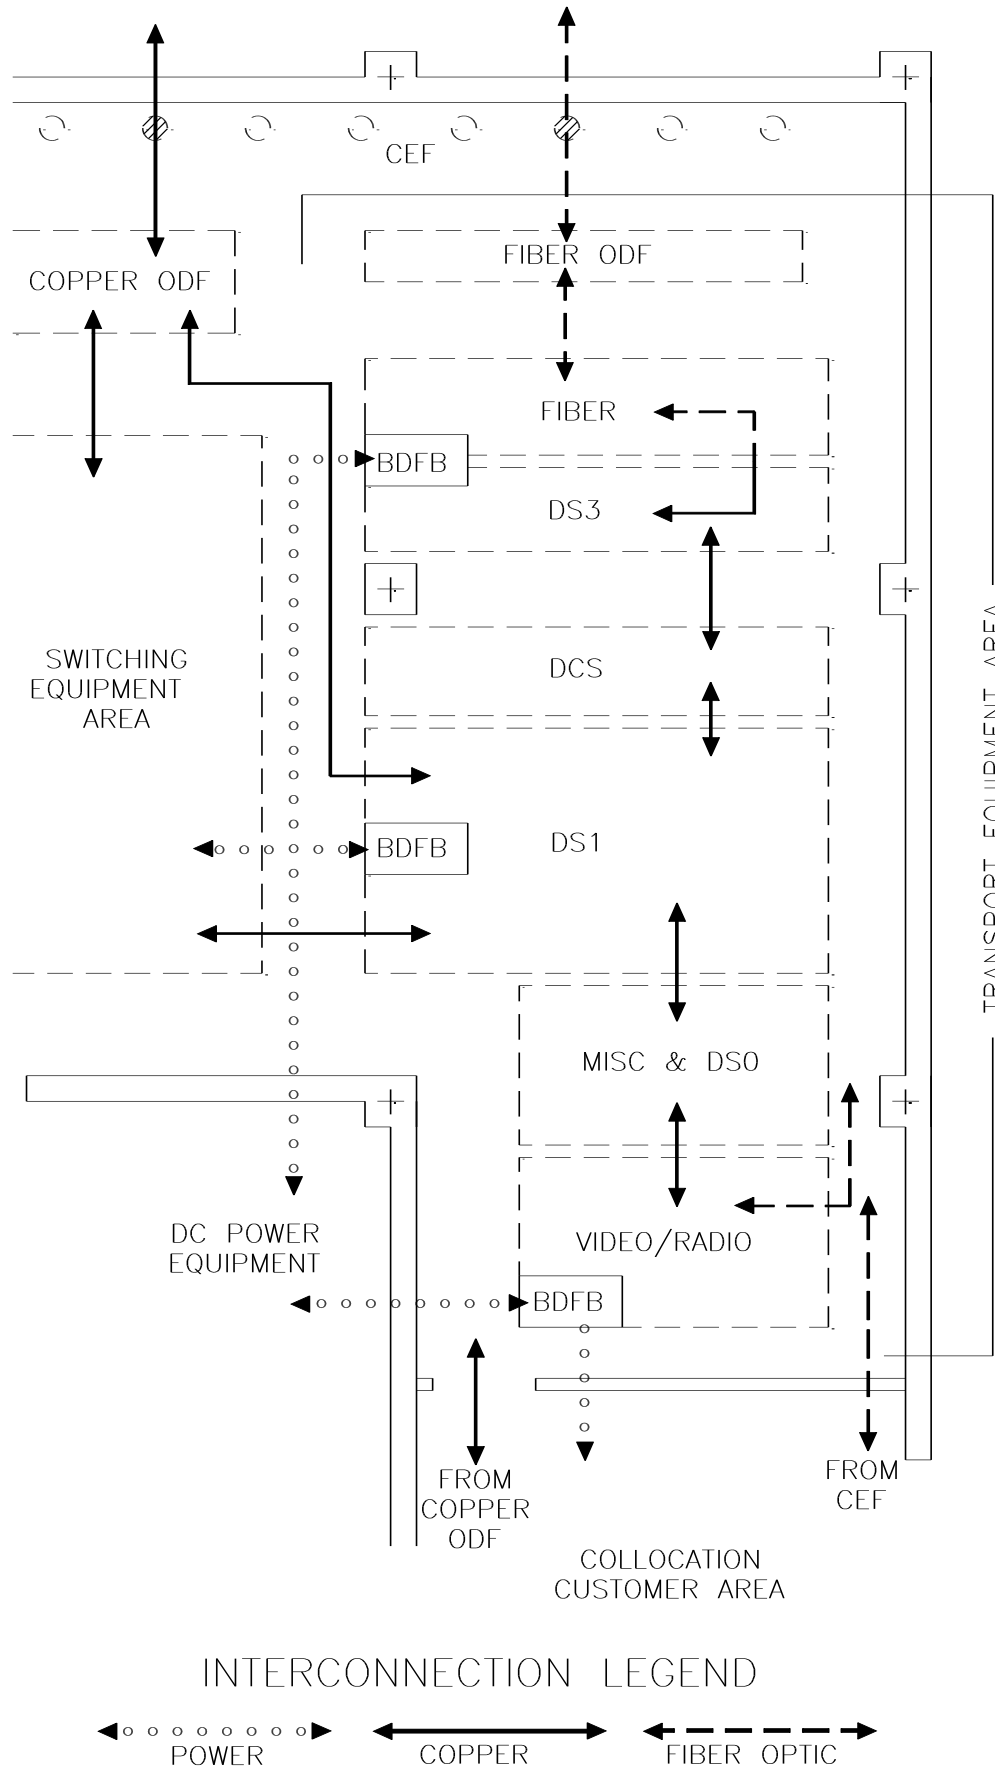 CEF
COPPER ODF
FIBER ODF
FIBER
BDFB
DS3
SWITCHING
EQUIPMENT
AREA
DCS
BDFB
DS1
TRANSPORT EQUIPMENT AREA
MISC & DS0
DC POWER
EQUIPMENT
VIDEO/RADIO
BDFB
FROM
COPPER
ODF
FROM
CEF
COLLOCATION
CUSTOMER AREA
INTERCONNECTION LEGEND
POWER
COPPER
FIBER OPTIC